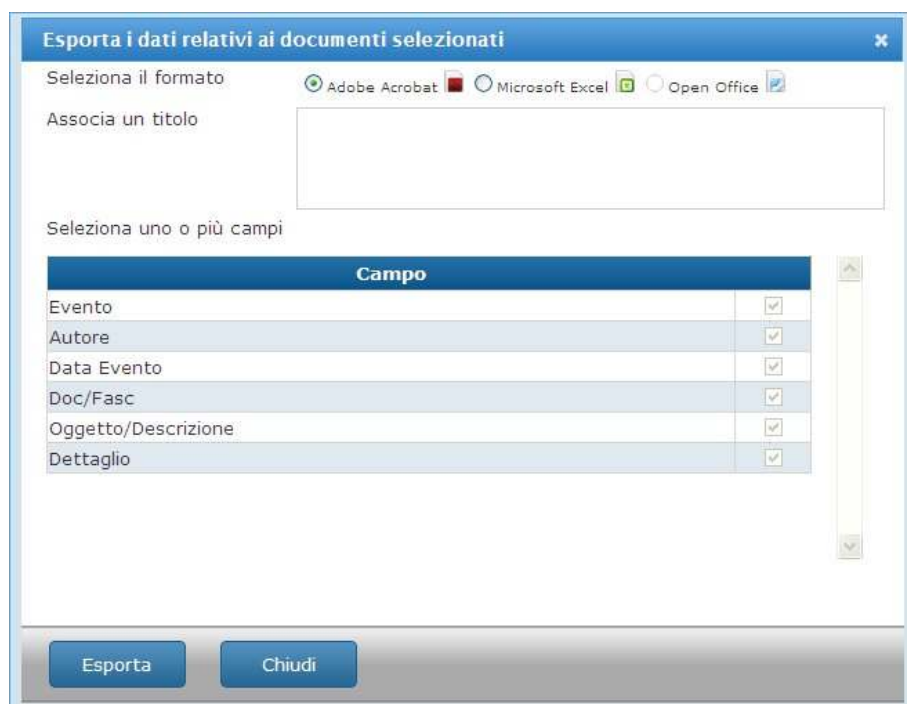 Esporta i dati relativi ai documenti selezionati
Seleziona il formato
Adobe Acrobat Microsoft Excel Open Office
Associa un titolo
Seleziona uno o più campi
Campo
Evento
Autore
Data Evento
Doc/Fasc
Oggetto/Descrizione
Dettaglio
Esporta Chiudi